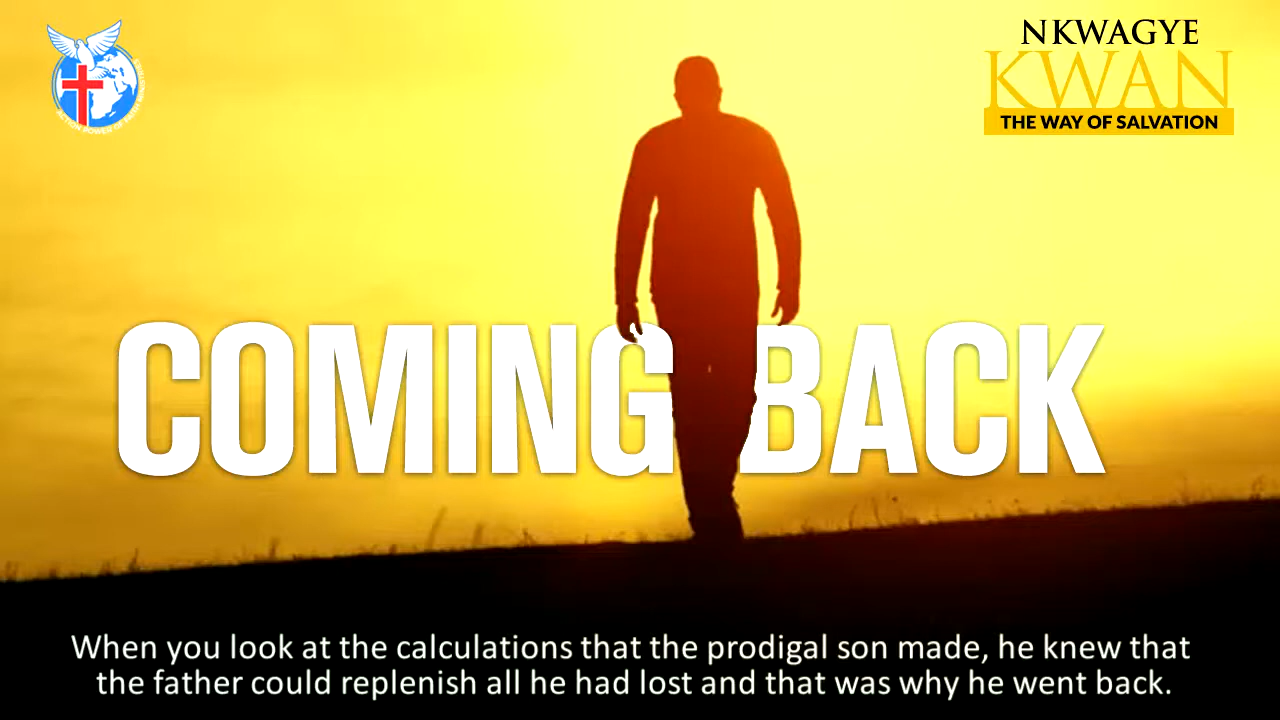 NKWAGYE
KWAN
THE WAY OF SALVATION
COMING BACK
When you look at the calculations that the prodigal son made, he knew that
the father could replenish all he had lost and that was why he went back.